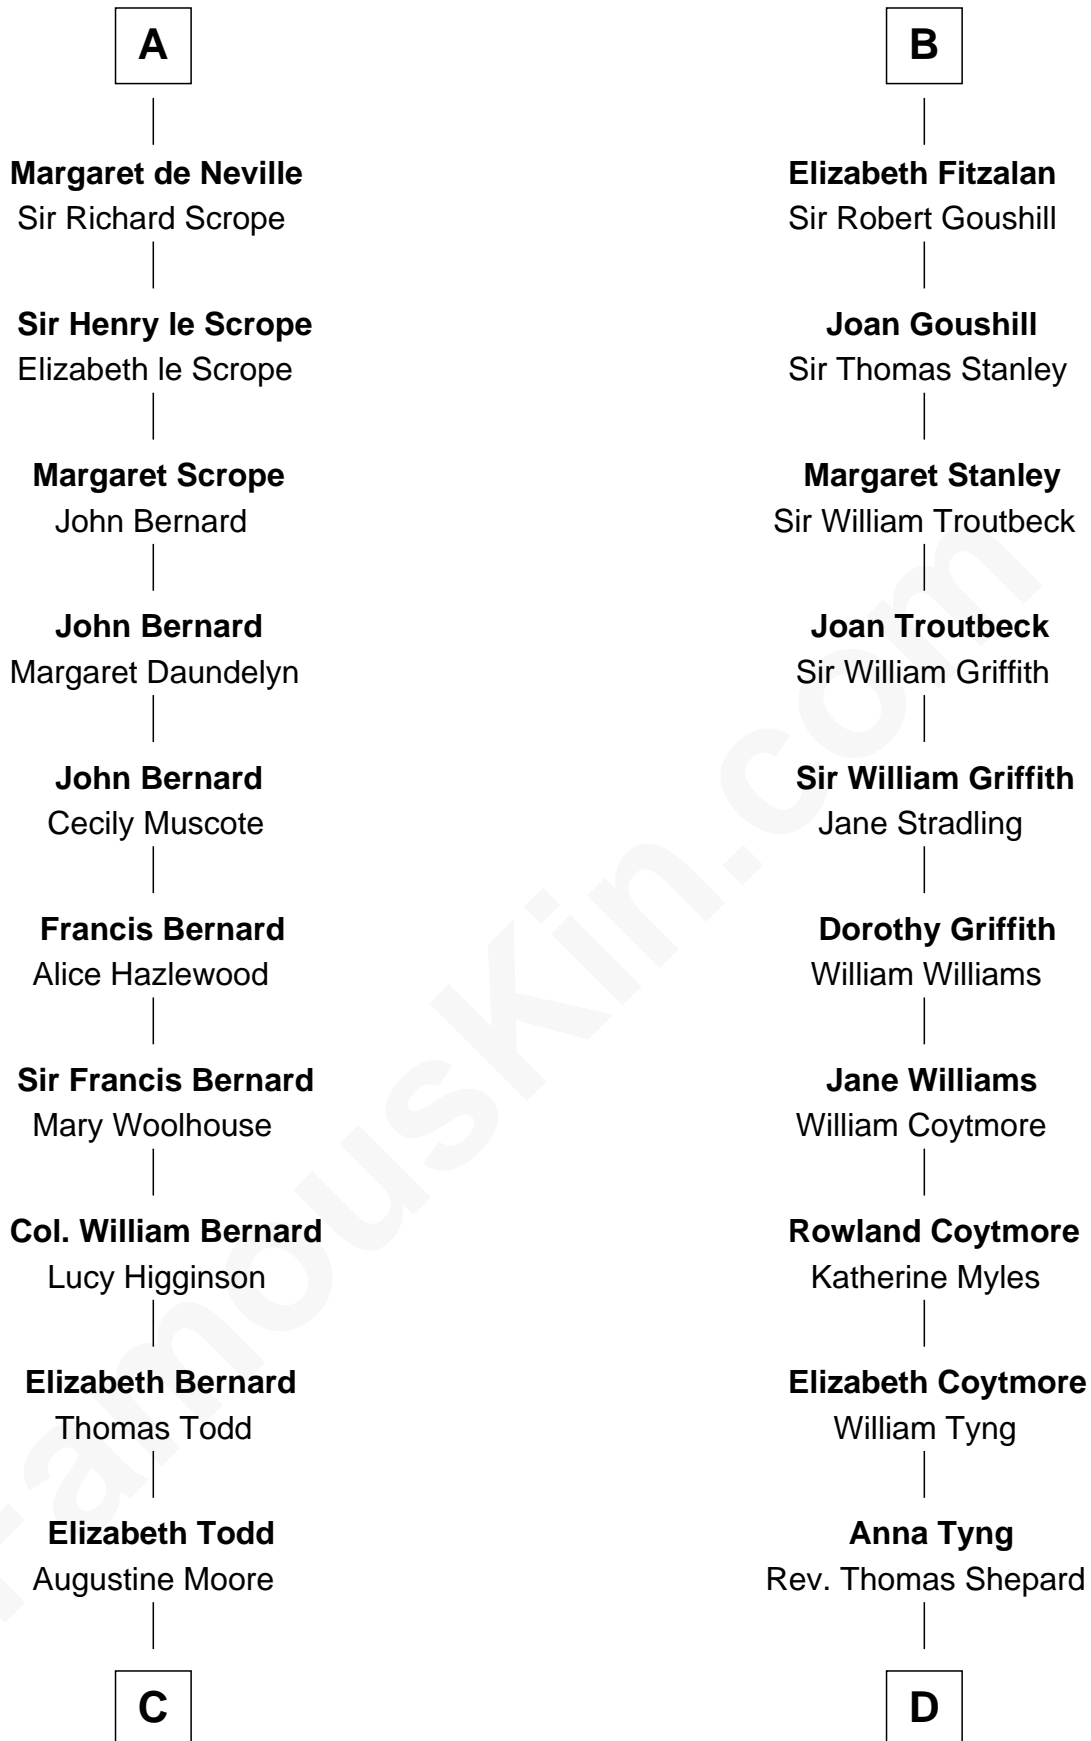 A
Margaret de Neville
Sir Richard Scrope
Sir Henry le Scrope
Elizabeth le Scrope
Margaret Scrope
John Bernard
John Bernard
Margaret Daundelyn
John Bernard
Cecily Muscote
Francis Bernard
Alice Hazlewood
Sir Francis Bernard
Mary Woolhouse
Col. William Bernard
Lucy Higginson
Elizabeth Bernard
Thomas Todd
Elizabeth Todd
Augustine Moore
C
B
Elizabeth Fitzalan
Sir Robert Goushill
Joan Goushill
Sir Thomas Stanley
Margaret Stanley
Sir William Troutbeck
Joan Troutbeck
Sir William Griffith
Sir William Griffith
Jane Stradling
Dorothy Griffith
William Williams
Jane Williams
William Coytmore
Rowland Coytmore
Katherine Myles
Elizabeth Coytmore
William Tyng
Anna Tyng
Rev. Thomas Shepard
D
FamousKin.com